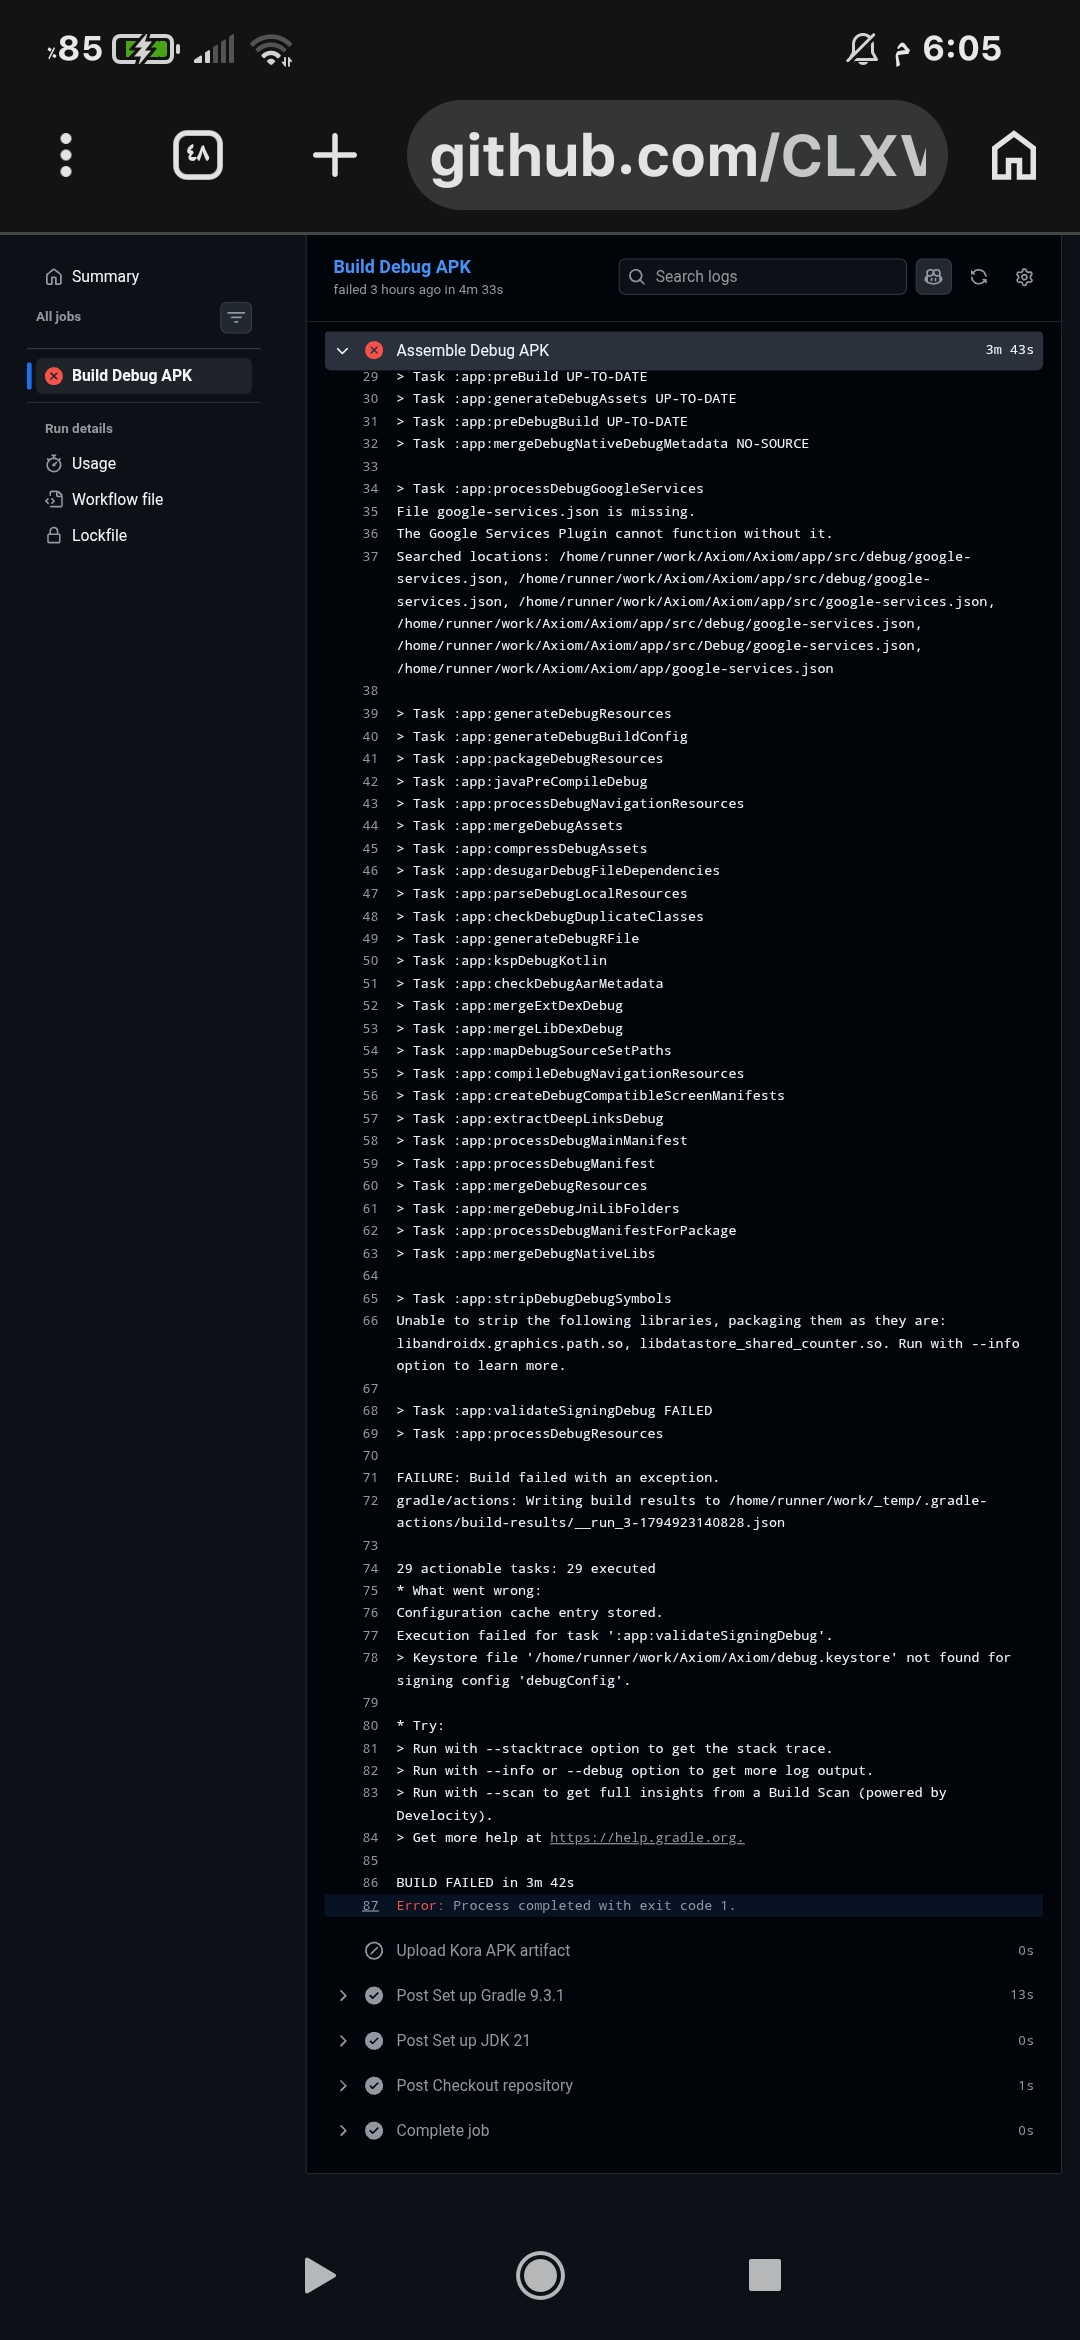 ٪85
م 6:05
٤٨
github.com/CLXV
Summary
All jobs
Build Debug APK
Run details
Usage
Workflow file
Lockfile
Build Debug APK
failed 3 hours ago in 4m 33s
Search logs
Assemble Debug APK 3m 43s
29 > Task :app:preBuild UP-TO-DATE
30 > Task :app:generateDebugAssets UP-TO-DATE
31 > Task :app:preDebugBuild UP-TO-DATE
32 > Task :app:mergeDebugNativeDebugMetadata NO-SOURCE
33
34 > Task :app:processDebugGoogleServices
35 File google-services.json is missing.
36 The Google Services Plugin cannot function without it.
37 Searched locations: /home/runner/work/Axiom/Axiom/app/src/debug/google-
services.json, /home/runner/work/Axiom/Axiom/app/src/debug/google-
services.json, /home/runner/work/Axiom/Axiom/app/src/google-services.json,
/home/runner/work/Axiom/Axiom/app/src/debug/google-services.json,
/home/runner/work/Axiom/Axiom/app/src/Debug/google-services.json,
/home/runner/work/Axiom/Axiom/app/google-services.json
38
39 > Task :app:generateDebugResources
40 > Task :app:generateDebugBuildConfig
41 > Task :app:packageDebugResources
42 > Task :app:javaPreCompileDebug
43 > Task :app:processDebugNavigationResources
44 > Task :app:mergeDebugAssets
45 > Task :app:compressDebugAssets
46 > Task :app:desugarDebugFileDependencies
47 > Task :app:parseDebugLocalResources
48 > Task :app:checkDebugDuplicateClasses
49 > Task :app:generateDebugRFile
50 > Task :app:kspDebugKotlin
51 > Task :app:checkDebugAarMetadata
52 > Task :app:mergeExtDexDebug
53 > Task :app:mergeLibDexDebug
54 > Task :app:mapDebugSourceSetPaths
55 > Task :app:compileDebugNavigationResources
56 > Task :app:createDebugCompatibleScreenManifests
57 > Task :app:extractDeepLinksDebug
58 > Task :app:processDebugMainManifest
59 > Task :app:processDebugManifest
60 > Task :app:mergeDebugResources
61 > Task :app:mergeDebugJniLibFolders
62 > Task :app:processDebugManifestForPackage
63 > Task :app:mergeDebugNativeLibs
64
65 > Task :app:stripDebugDebugSymbols
66 Unable to strip the following libraries, packaging them as they are:
libandroidx.graphics.path.so, libdatastore_shared_counter.so. Run with --info
option to learn more.
67
68 > Task :app:validateSigningDebug FAILED
69 > Task :app:processDebugResources
70
71 FAILURE: Build failed with an exception.
72 gradle/actions: Writing build results to /home/runner/work/_temp/.gradle-
actions/build-results/__run_3-1794923140828.json
73
74 29 actionable tasks: 29 executed
75 * What went wrong:
76 Configuration cache entry stored.
77 Execution failed for task ':app:validateSigningDebug'.
78 > Keystore file '/home/runner/work/Axiom/Axiom/debug.keystore' not found for
signing config 'debugConfig'.
79
80 * Try:
81 > Run with --stacktrace option to get the stack trace.
82 > Run with --info or --debug option to get more log output.
83 > Run with --scan to get full insights from a Build Scan (powered by
Develocity).
84 > Get more help at https://help.gradle.org.
85
86 BUILD FAILED in 3m 42s
87 Error: Process completed with exit code 1.
Upload Kora APK artifact 0s
Post Set up Gradle 9.3.1 13s
Post Set up JDK 21 0s
Post Checkout repository 1s
Complete job 0s